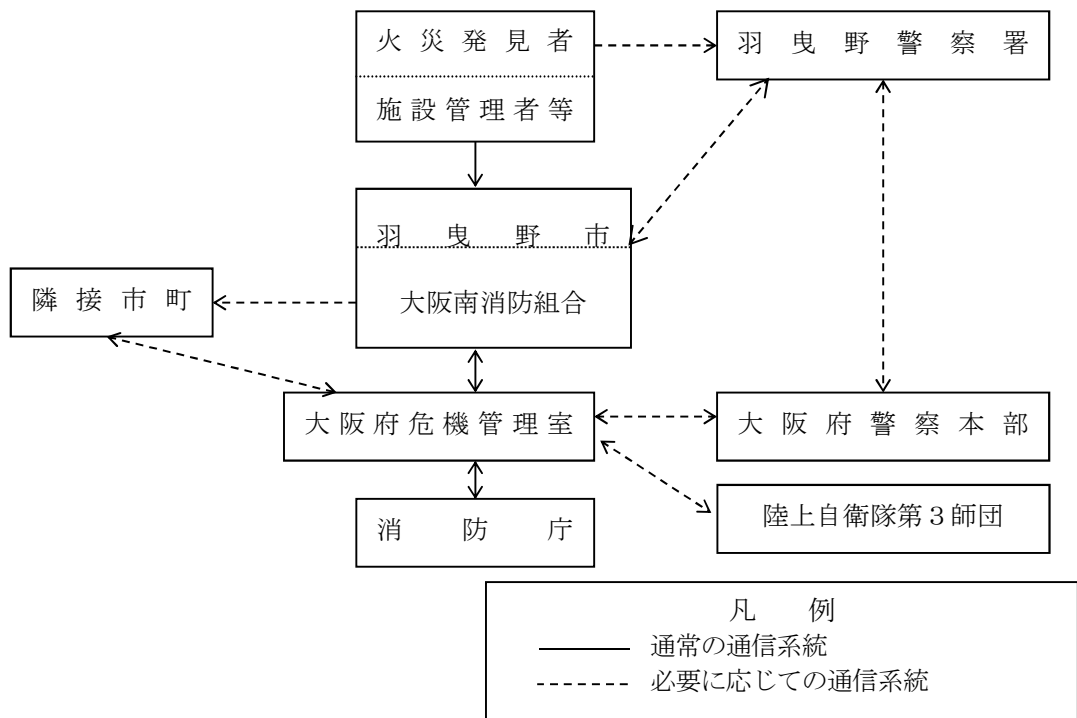 火災発見者
施設管理者等
羽曳野警察署
羽曳野市
大阪南消防組合
隣接市町
大阪府危機管理室
大阪府警察本部
消防庁
陸上自衛隊第３師団
凡　例
通常の通信系統
必要に応じての通信系統